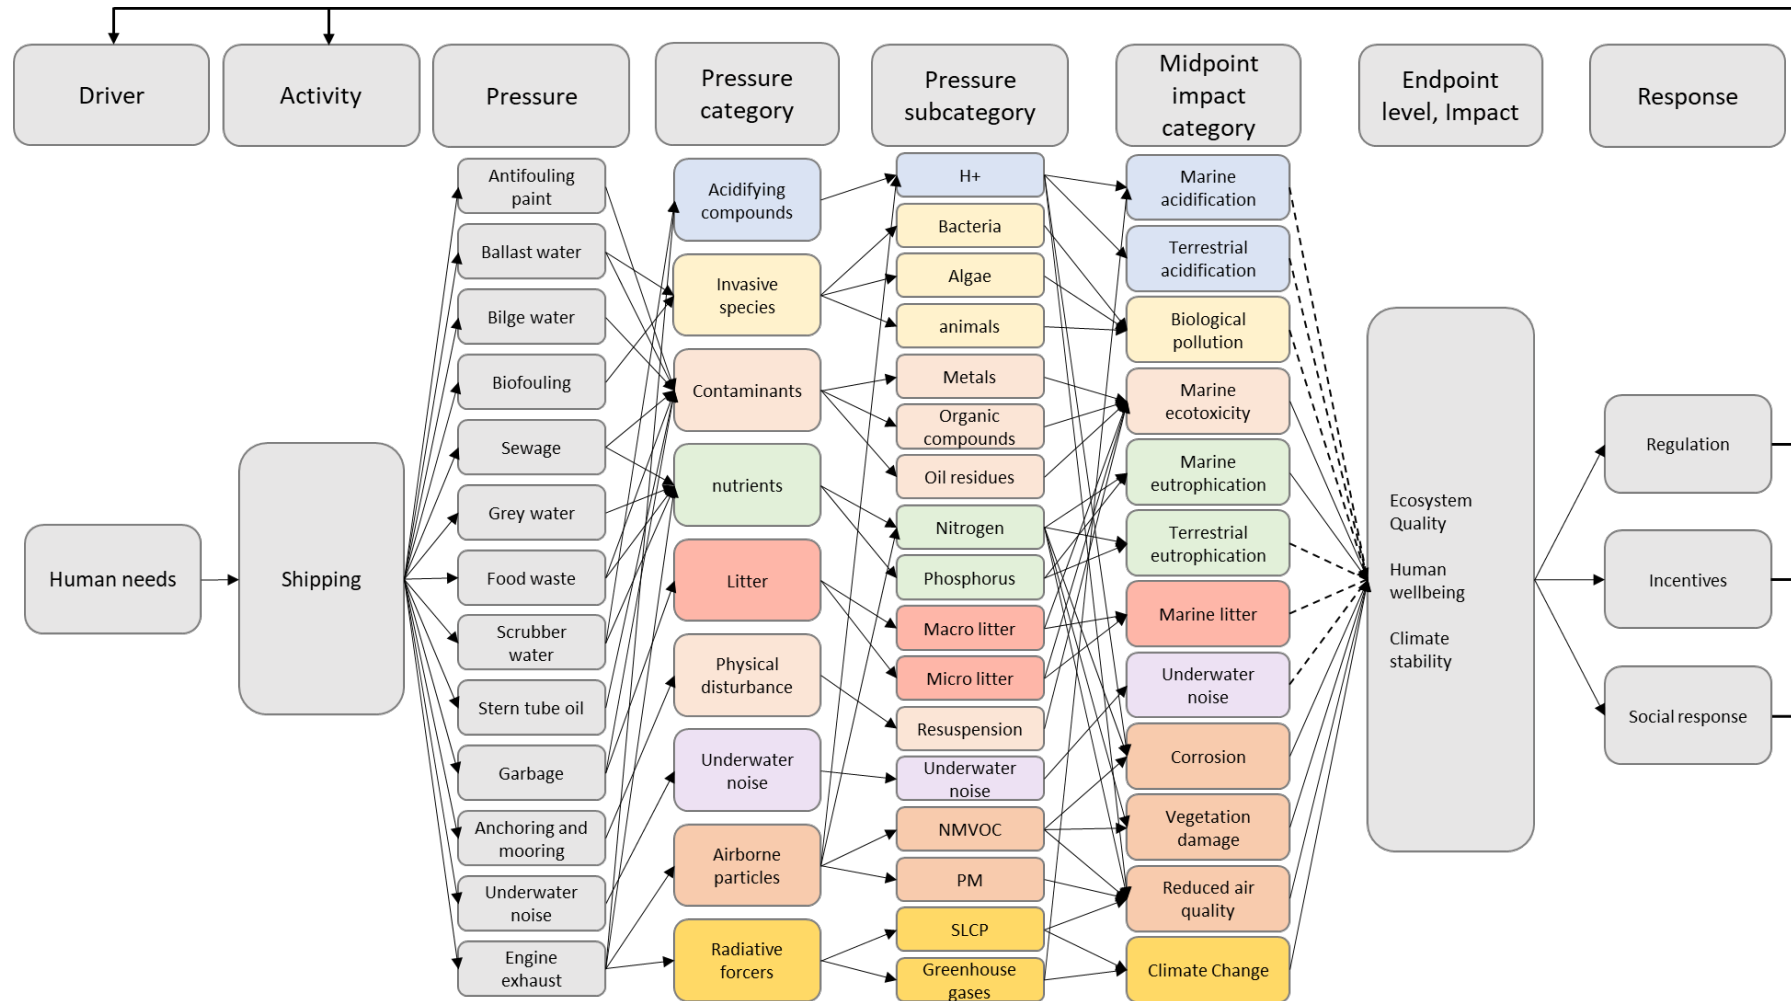 Driver
Activity
Pressure
Pressure
category
Pressure
subcategory
Midpoint
impact
category
Endpoint
level, Impact
Response
Human needs
Shipping
Antifouling
paint
Ballast water
Bilge water
Biofouling
Sewage
Grey water
Food waste
Scrubber
water
Stern tube oil
Garbage
Anchoring and
mooring
Underwater
noise
Engine
exhaust
Acidifying
compounds
Invasive
species
Contaminants
nutrients
Litter
Physical
disturbance
Underwater
noise
Airborne
particles
Radiative
forcers
H+
Bacteria
Algae
animals
Metals
Organic
compounds
Oil residues
Nitrogen
Phosphorus
Macro litter
Micro litter
Resuspension
Underwater
noise
NMVOC
PM
SLCP
Greenhouse
gases
Marine
acidification
Terrestrial
acidification
Biological
pollution
Marine
ecotoxicity
Marine
eutrophication
Terrestrial
eutrophication
Marine litter
Underwater
noise
Corrosion
Vegetation
damage
Reduced air
quality
Climate Change
Ecosystem
Quality
Human
wellbeing
Climate
stability
Regulation
Incentives
Social response